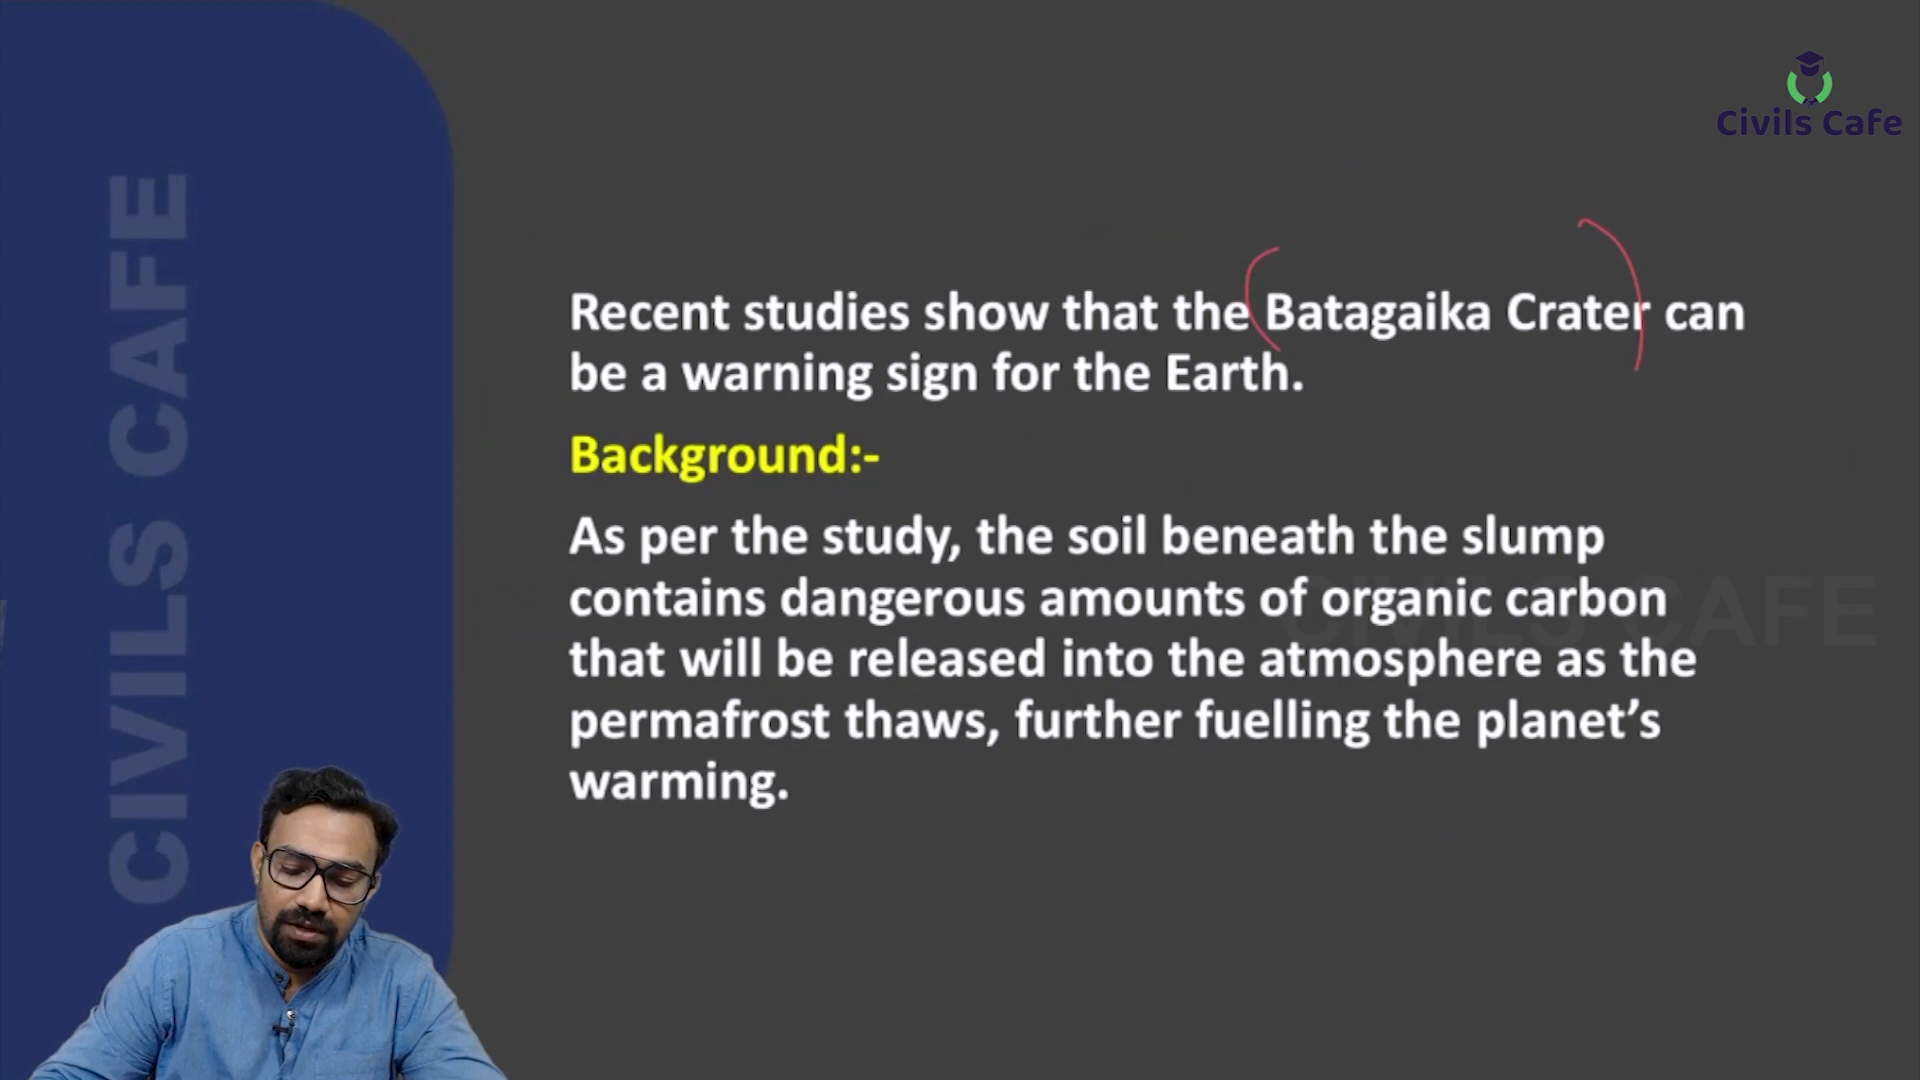 CIVILS CAFE
Civils Cafe
Recent studies show that the Batagaika Crater can
be a warning sign for the Earth.
Background:-
As per the study, the soil beneath the slump
contains dangerous amounts of organic carbon
that will be released into the atmosphere as the
permafrost thaws, further fuelling the planet’s
warming.
CIVILS CAFE